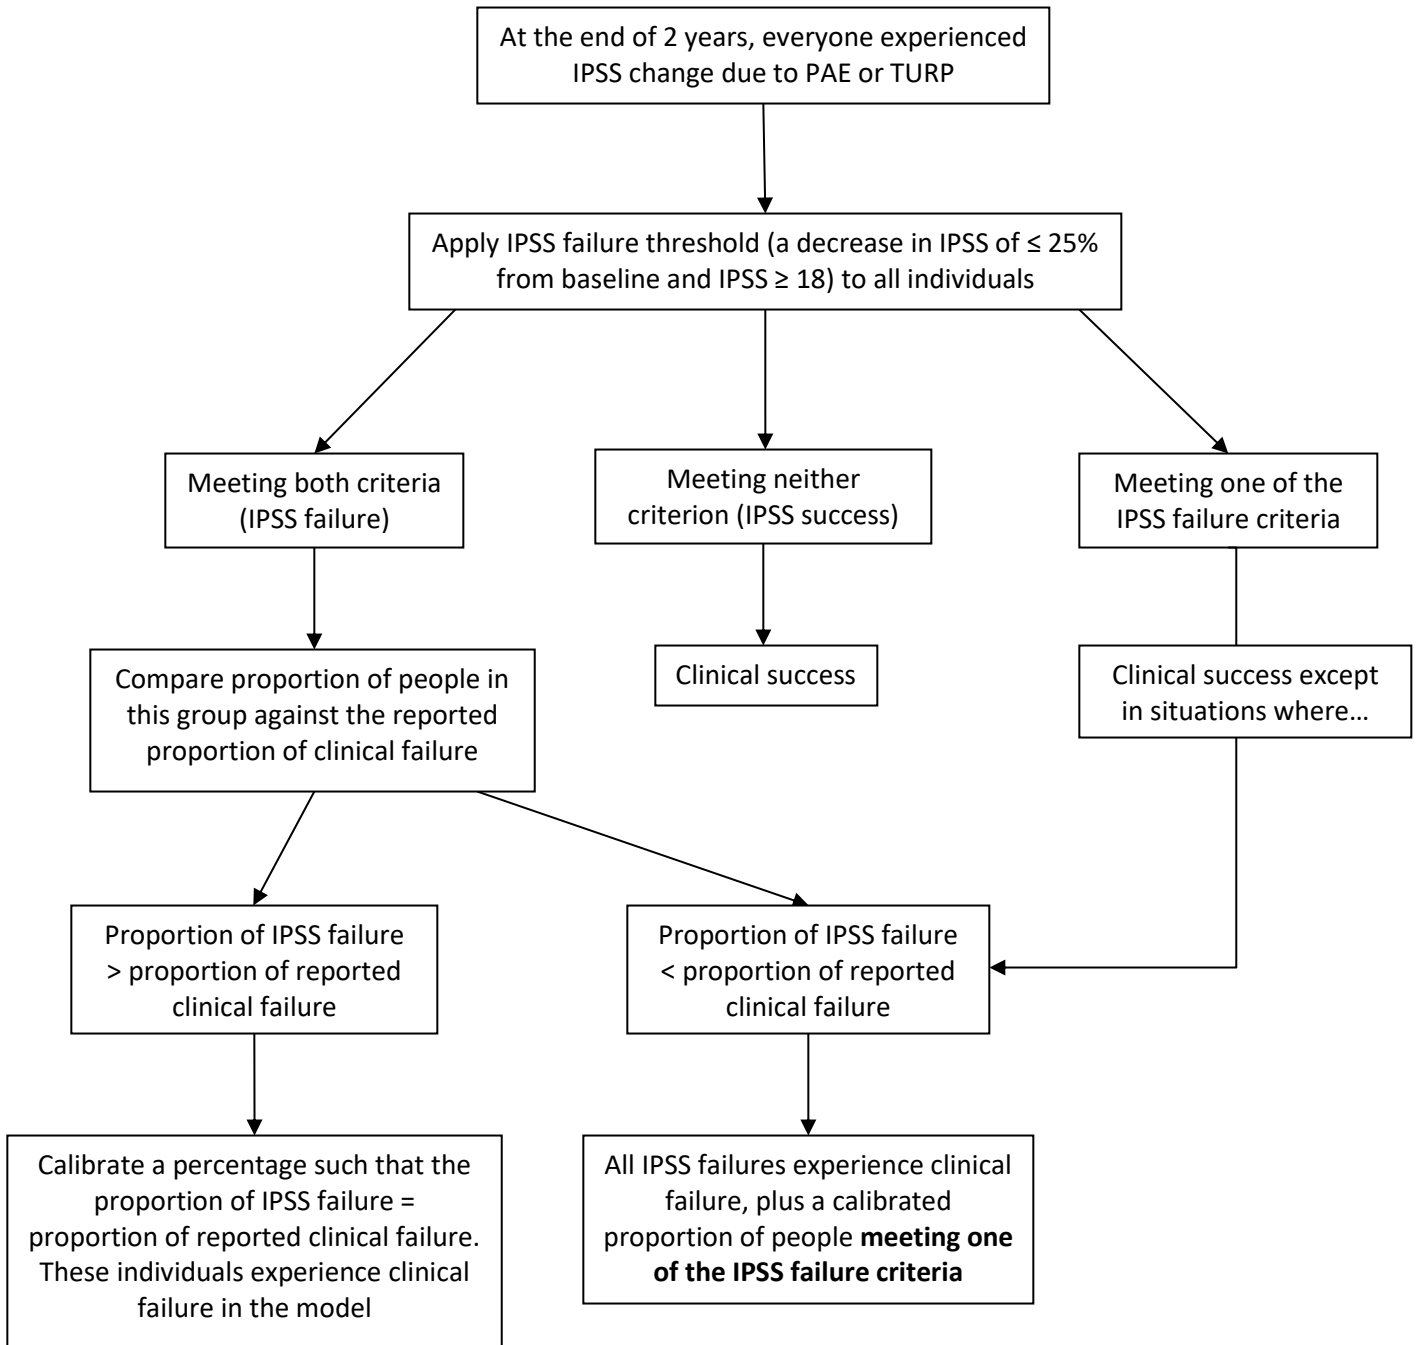 At the end of 2 years, everyone experienced
IPSS change due to PAE or TURP
Apply IPSS failure threshold (a decrease in IPSS of ≤ 25%
from baseline and IPSS ≥ 18) to all individuals
Meeting both criteria
(IPSS failure)
Meeting neither
criterion (IPSS success)
Meeting one of the
IPSS failure criteria
Compare proportion of people in
this group against the reported
proportion of clinical failure
Clinical success
Clinical success except
in situations where…
Proportion of IPSS failure
> proportion of reported
clinical failure
Proportion of IPSS failure
< proportion of reported
clinical failure
Calibrate a percentage such that the
proportion of IPSS failure =
proportion of reported clinical failure.
These individuals experience clinical
failure in the model
All IPSS failures experience clinical
failure, plus a calibrated
proportion of people meeting one
of the IPSS failure criteria